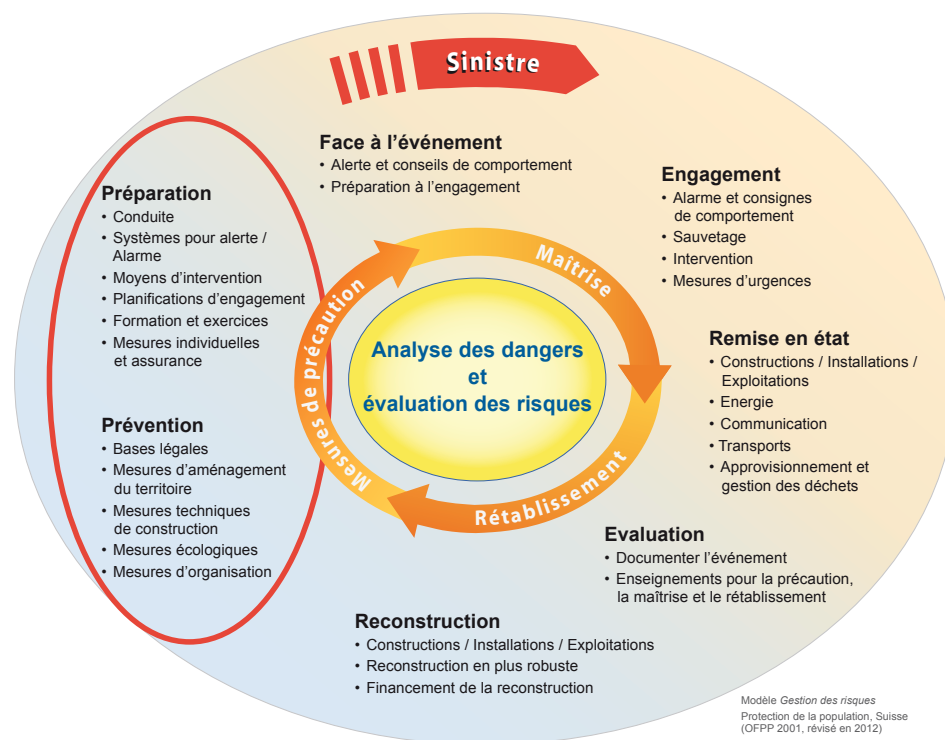 Sinistre
Face à l’événement
• Alerte et conseils de comportement
• Préparation à l’engagement
Préparation
• Conduite
• Systèmes pour alerte /
Alarme
• Moyens d’intervention
• Planifications d’engagement
• Formation et exercices
• Mesures individuelles
et assurance
Prévention
• Bases légales
• Mesures d’aménagement
du territoire
• Mesures techniques
de construction
• Mesures écologiques
• Mesures d’organisation
Engagement
• Alarme et consignes
de comportement
• Sauvetage
• Intervention
• Mesures d’urgences
Mesures de précaution
Maîtrise
Rétablissement
Analyse des dangers
et
évaluation des risques
Remise en état
• Constructions / Installations /
Exploitations
• Energie
• Communication
• Transports
• Approvisionnement et
gestion des déchets
Evaluation
• Documenter l’événement
• Enseignements pour la précaution,
la maîtrise et le rétablissement
Reconstruction
• Constructions / Installations / Exploitations
• Reconstruction en plus robuste
• Financement de la reconstruction
Modèle Gestion des risques
Protection de la population, Suisse
(OFPP 2001, révisé en 2012)